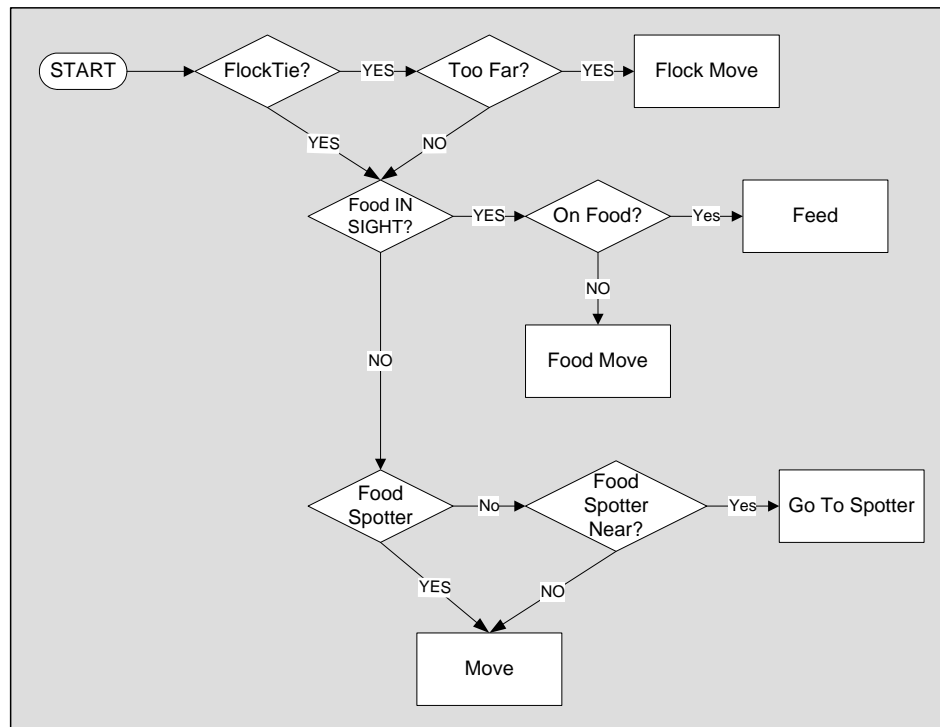 START
FlockTie?
YES
Too Far?
YES
Flock Move
YES
NO
Food IN
SIGHT?
YES
On Food?
Yes
Feed
NO
Food Move
NO
Food
Spotter
No
Food
Spotter
Near?
Yes
Go To Spotter
YES
NO
Move